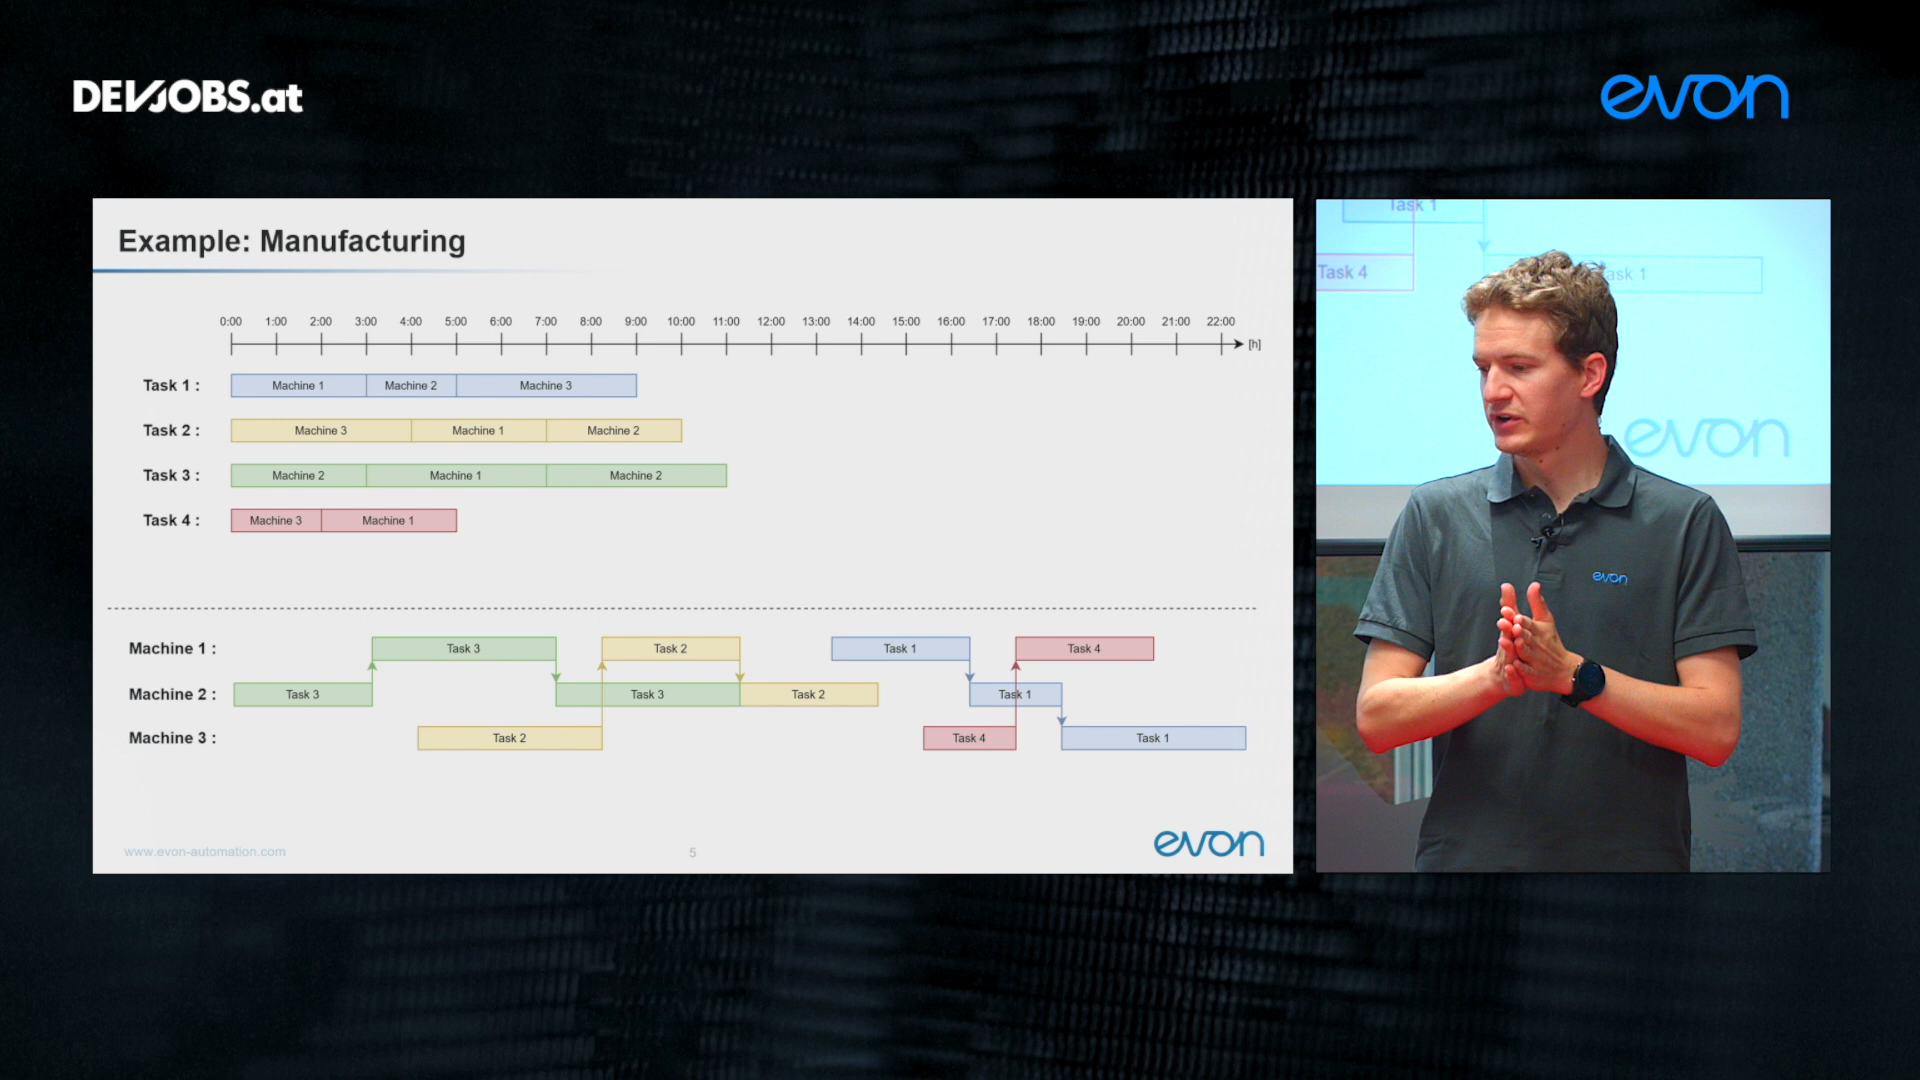 DEVJOBS.at
evon
Example: Manufacturing
0:00 1:00 2:00 3:00 4:00 5:00 6:00 7:00 8:00 9:00 10:00 11:00 12:00 13:00 14:00 15:00 16:00 17:00 18:00 19:00 20:00 21:00 22:00
[h]
Task 1 : Machine 1 Machine 2 Machine 3
Task 2 : Machine 3 Machine 1 Machine 2
Task 3 : Machine 2 Machine 1 Machine 2
Task 4 : Machine 3 Machine 1
Machine 1 : Task 3 Task 2 Task 1 Task 4
Machine 2 : Task 3 Task 3 Task 2 Task 1
Machine 3 : Task 2 Task 4 Task 1
www.evon-automation.com
5
evon
Task 1
Task 4
ask 1
evon
evon